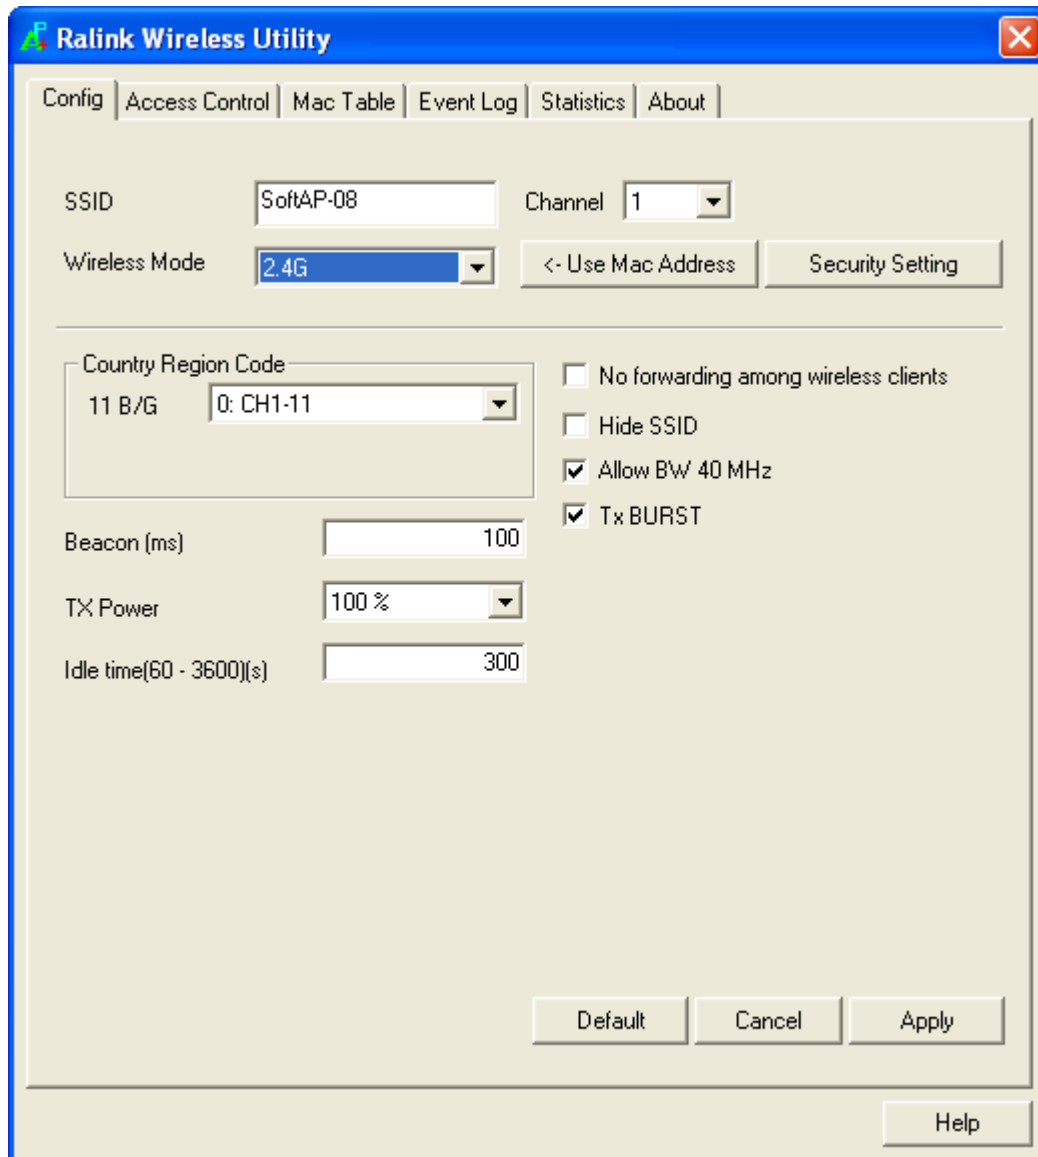 Ralink Wireless Utility
Config Access Control Mac Table Event Log Statistics About
SSID SoftAP-08 Channel 1
Wireless Mode 2.4G <- Use Mac Address Security Setting
Country Region Code
11 B/G 0: CH1-11
No forwarding among wireless clients
Hide SSID
Allow BW 40 MHz
Tx BURST
Beacon (ms) 100
TX Power 100 %
Idle time(60 - 3600)(s) 300
Default Cancel Apply
Help